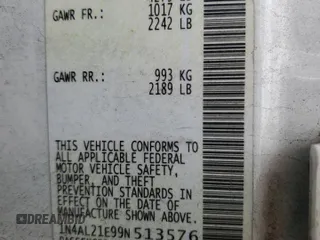 GAWR FR: 1017 KG
2242 LB
GAWR RR: 993 KG
2189 LB
THIS VEHICLE CONFORMS TO
ALL APPLICABLE FEDERAL
MOTOR VEHICLE SAFETY,
BUMPER, AND THEFT
PREVENTION STANDARDS IN
EFFECT ON THE DATE OF
MANUFACTURE SHOWN ABOVE
1N4AL21E99N513576